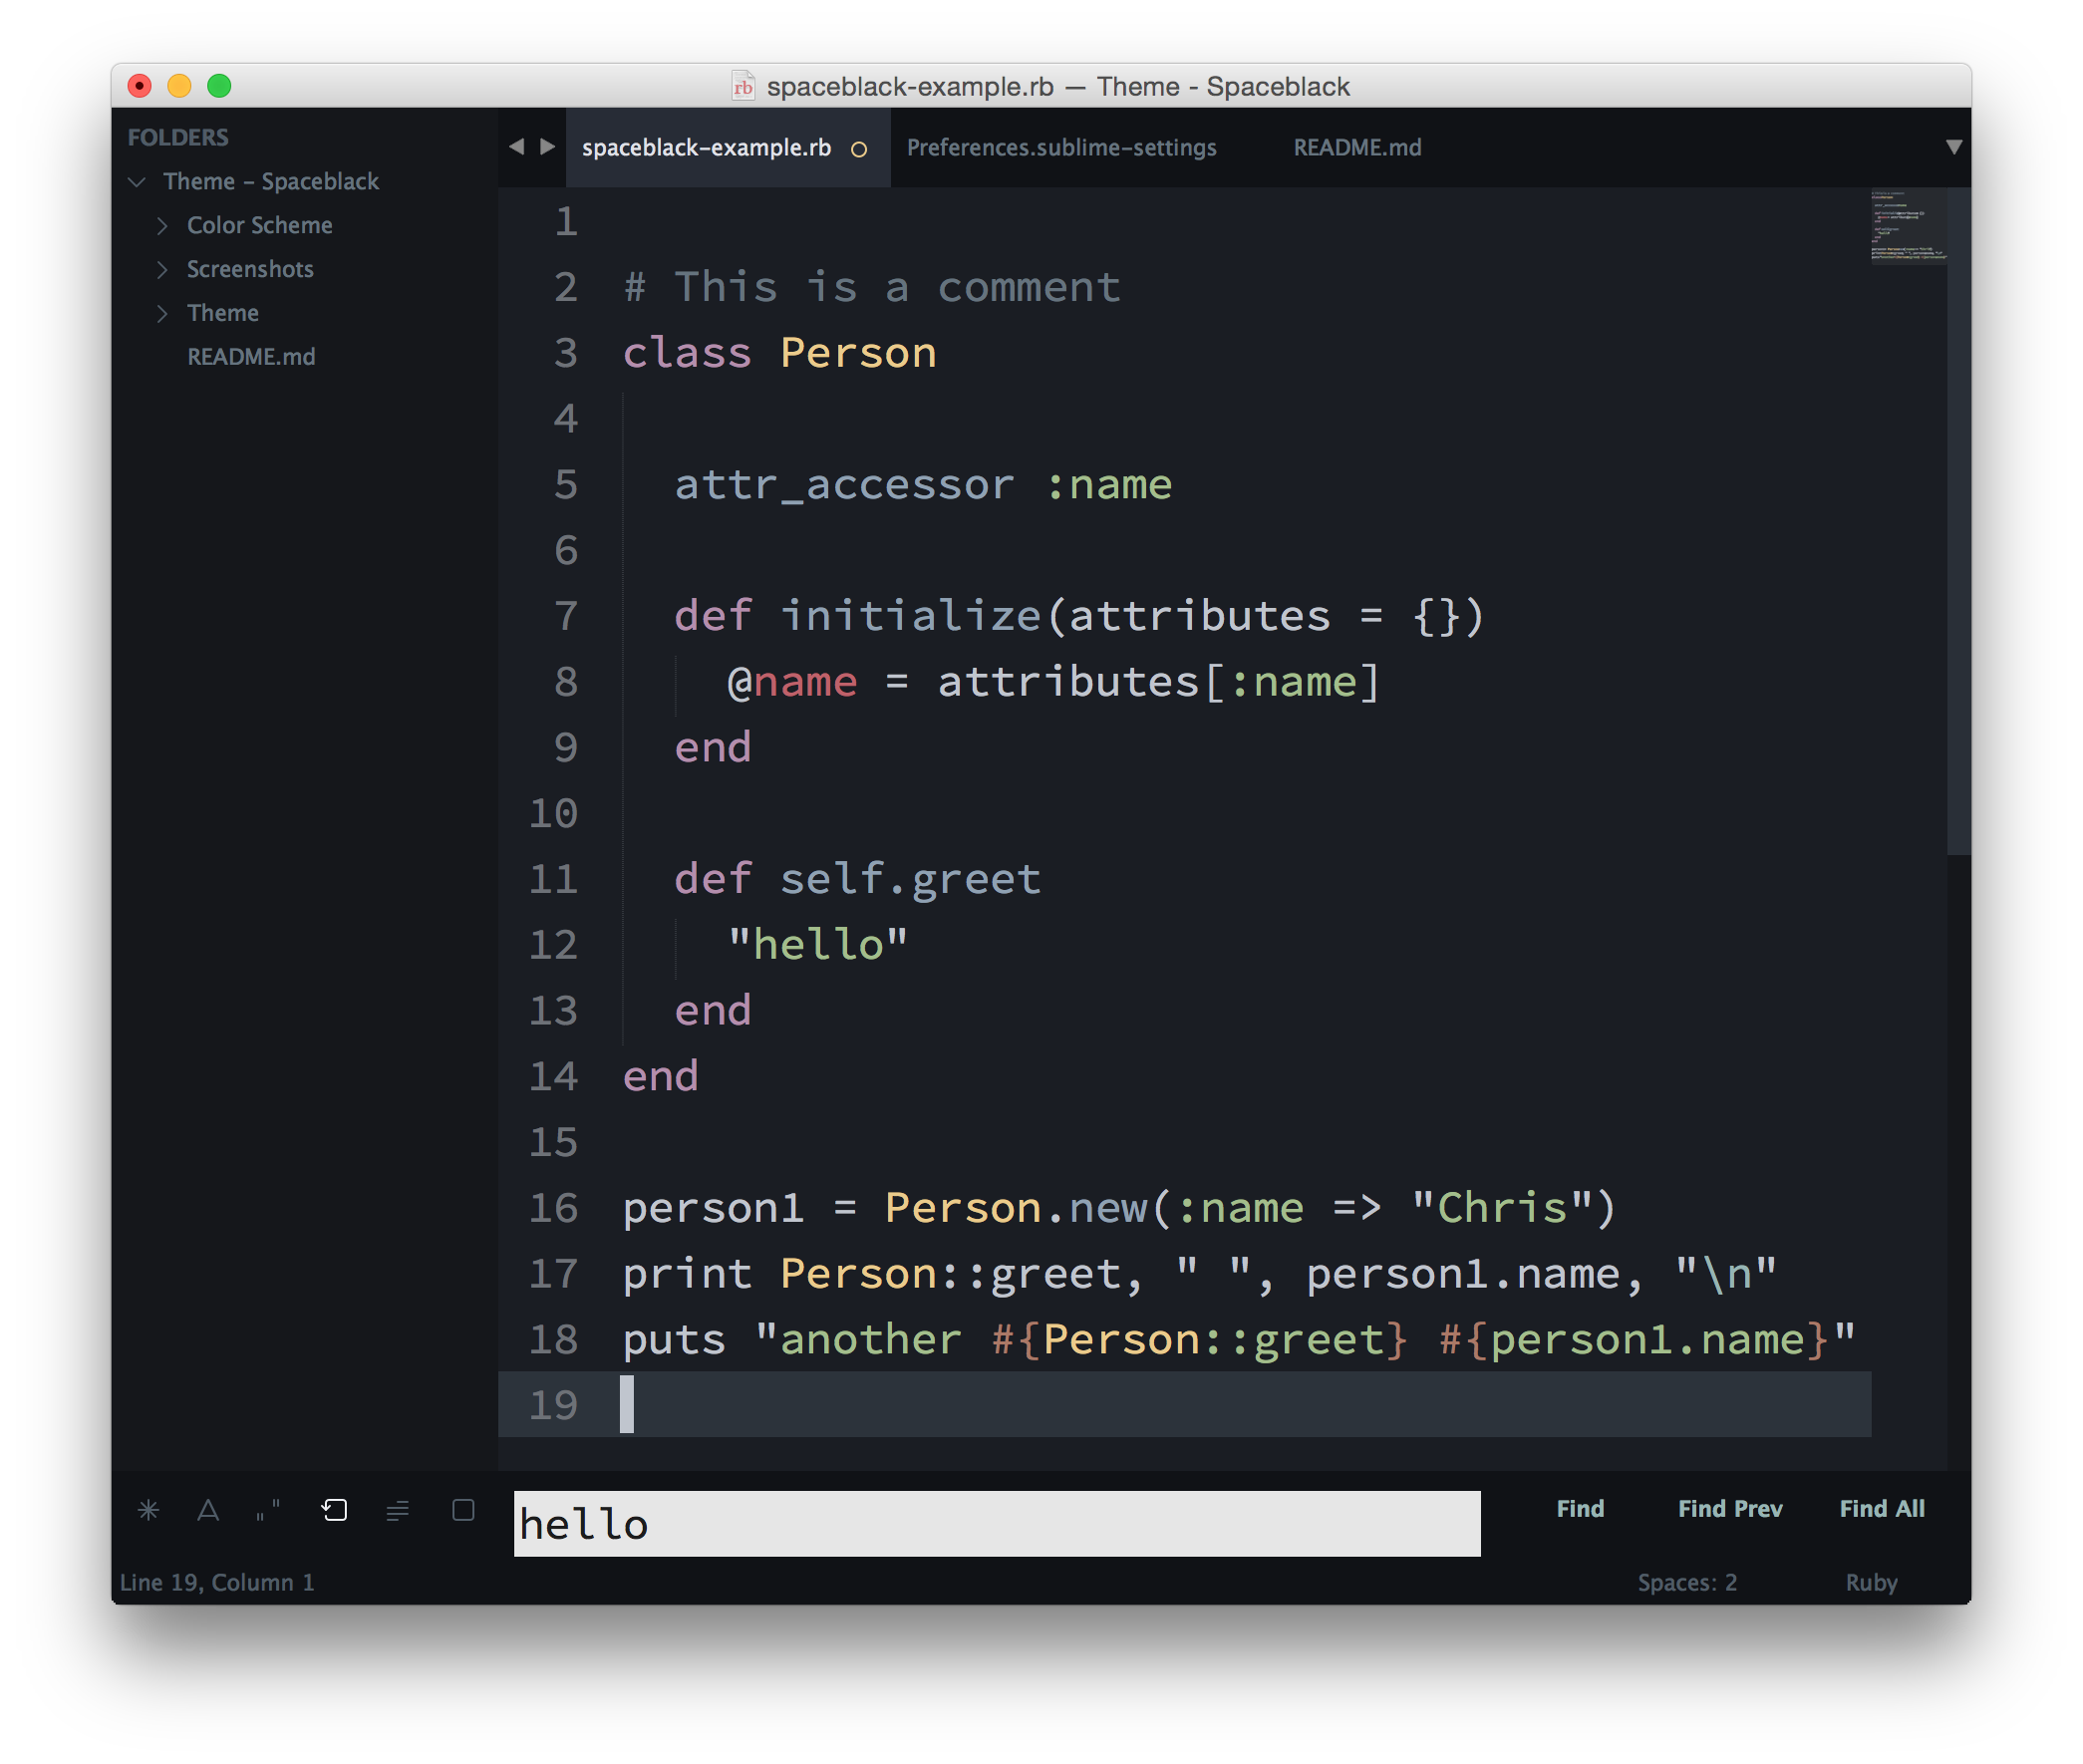 spaceblack-example.rb — Theme - Spaceblack
FOLDERS
Theme - Spaceblack
Color Scheme
Screenshots
Theme
README.md
spaceblack-example.rb
Preferences.sublime-settings
README.md
1
2 # This is a comment
3 class Person
4
5   attr_accessor :name
6
7   def initialize(attributes = {})
8     @name = attributes[:name]
9   end
10
11   def self.greet
12     "hello"
13   end
14 end
15
16 person1 = Person.new(:name => "Chris")
17 print Person::greet, " ", person1.name, "\n"
18 puts "another #{Person::greet} #{person1.name}"
19
hello
Find
Find Prev
Find All
Line 19, Column 1
Spaces: 2
Ruby